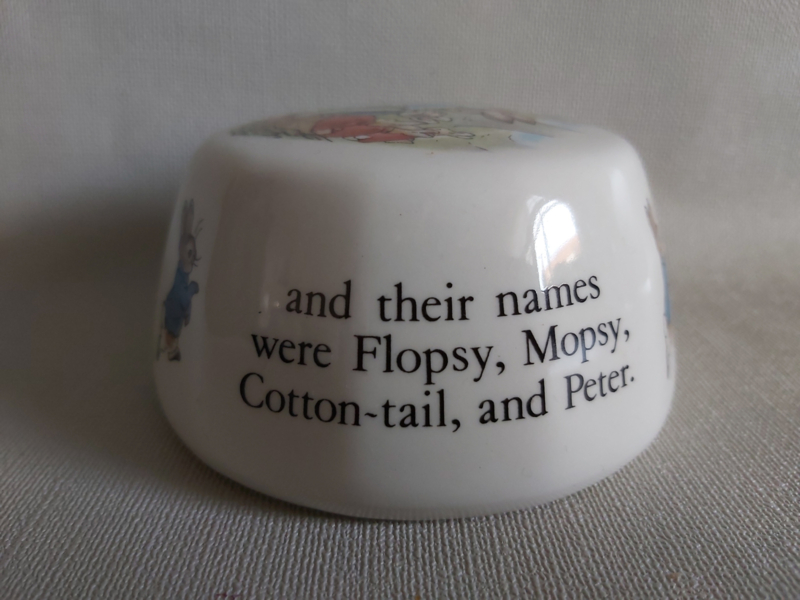 and their names
were Flopsy, Mopsy,
Cotton-tail, and Peter.